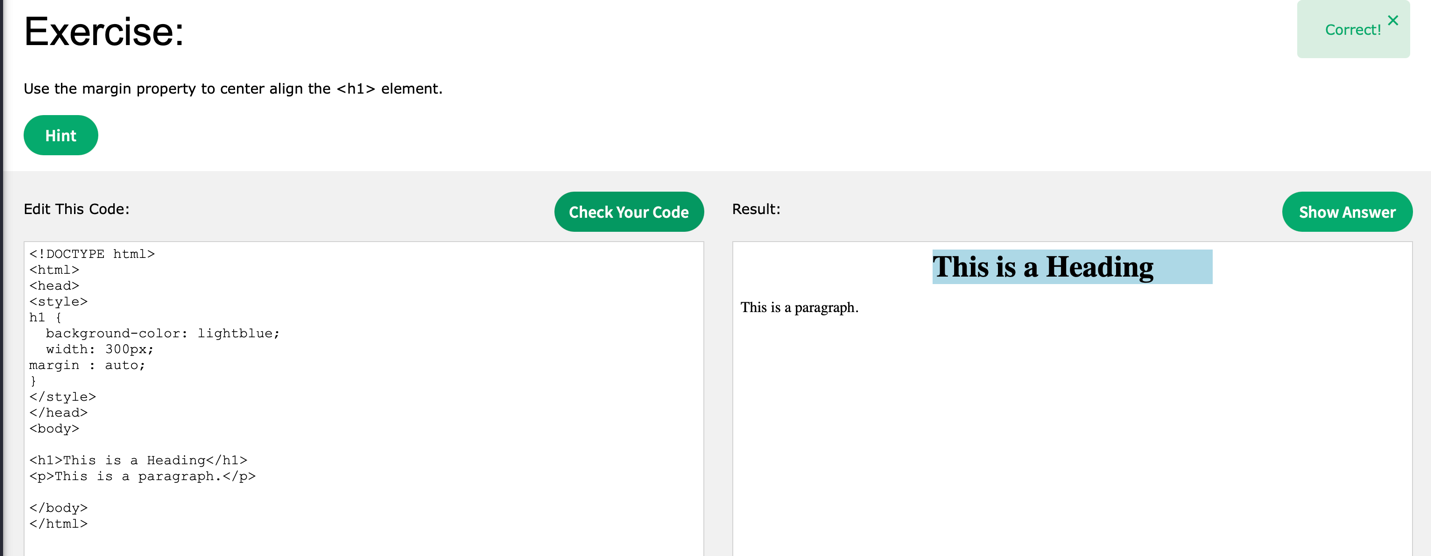 Exercise:
Correct! ×
Use the margin property to center align the <h1> element.
Hint
Edit This Code:
Check Your Code
<!DOCTYPE html>
<html>
<head>
<style>
h1 {
  background-color: lightblue;
  width: 300px;
margin : auto;
}
</style>
</head>
<body>
<h1>This is a Heading</h1>
<p>This is a paragraph.</p>
</body>
</html>
Result:
Show Answer
This is a Heading
This is a paragraph.